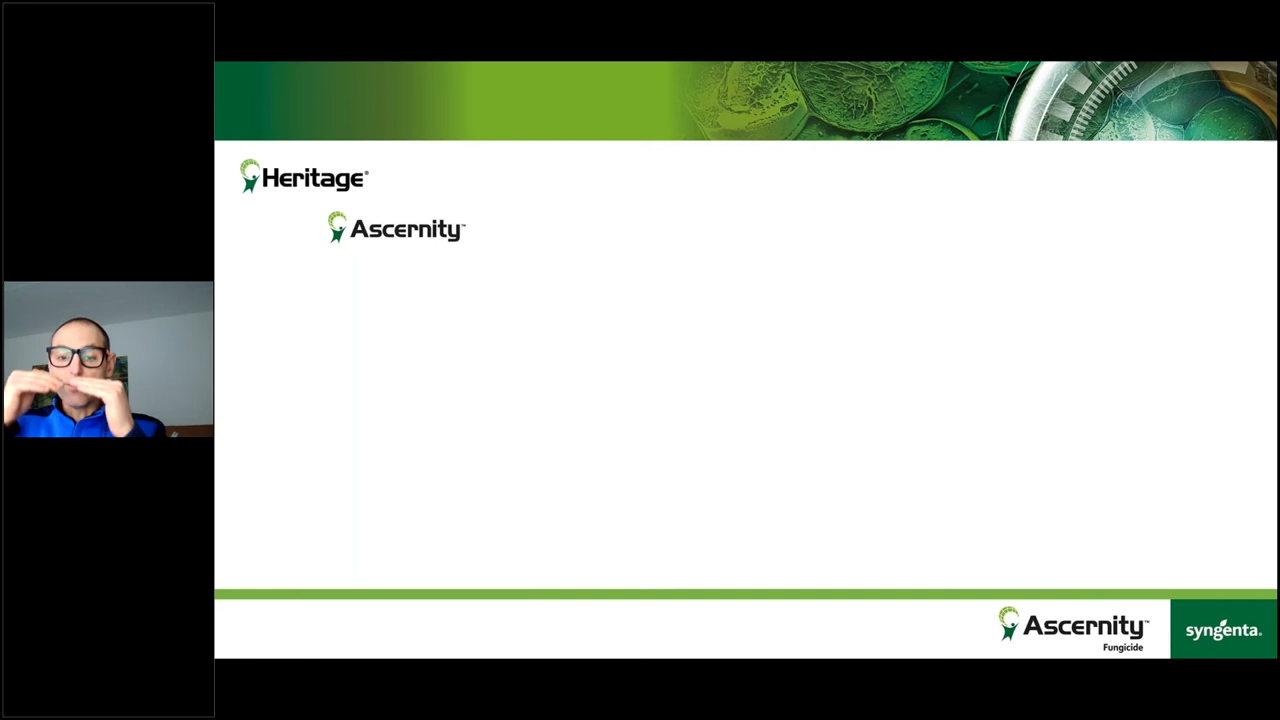 Heritage®
Ascernity™
Ascernity™
Fungicide
syngenta®